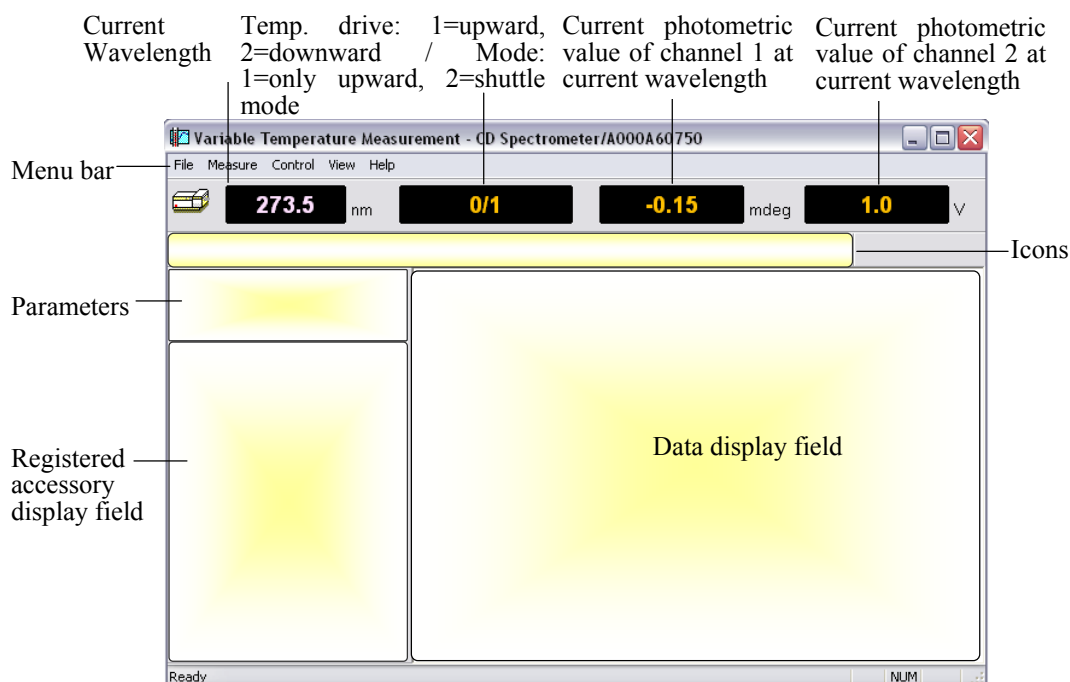 Current
Wavelength
Temp. drive: 1=upward,
2=downward / Mode:
1=only upward, 2=shuttle
mode
Current photometric
value of channel 1 at
current wavelength
Current photometric
value of channel 2 at
current wavelength
Variable Temperature Measurement - CD Spectrometer/A000A60750
Menu bar
File Measure Control View Help
273.5 nm 0/1 -0.15 mdeg 1.0 V
Icons
Parameters
Data display field
Registered
accessory
display field
Ready NUM